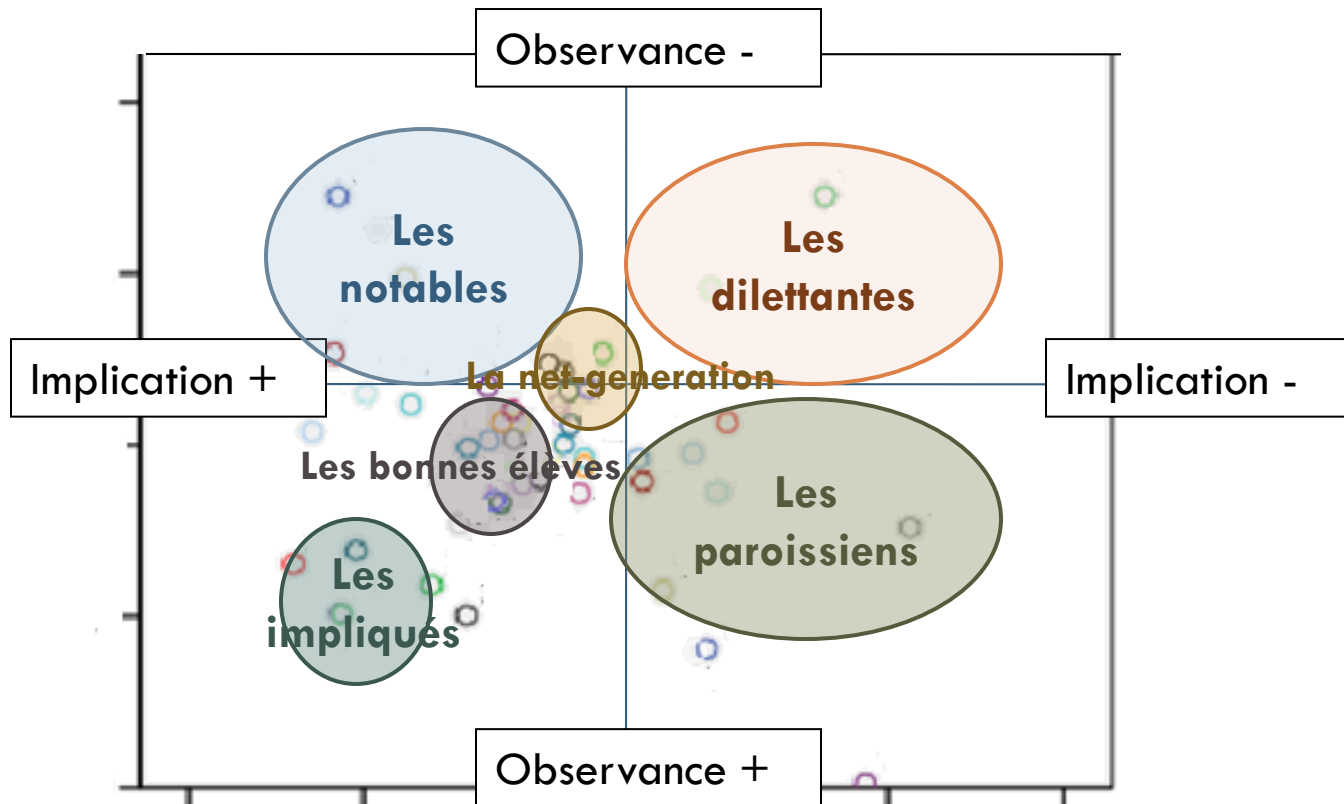 Observance -
Les
notables
Les
dilettantes
Implication +
La net-generation
Implication -
Les bonnes élèves
Les
paroissiens
Les
impliqués
Observance +